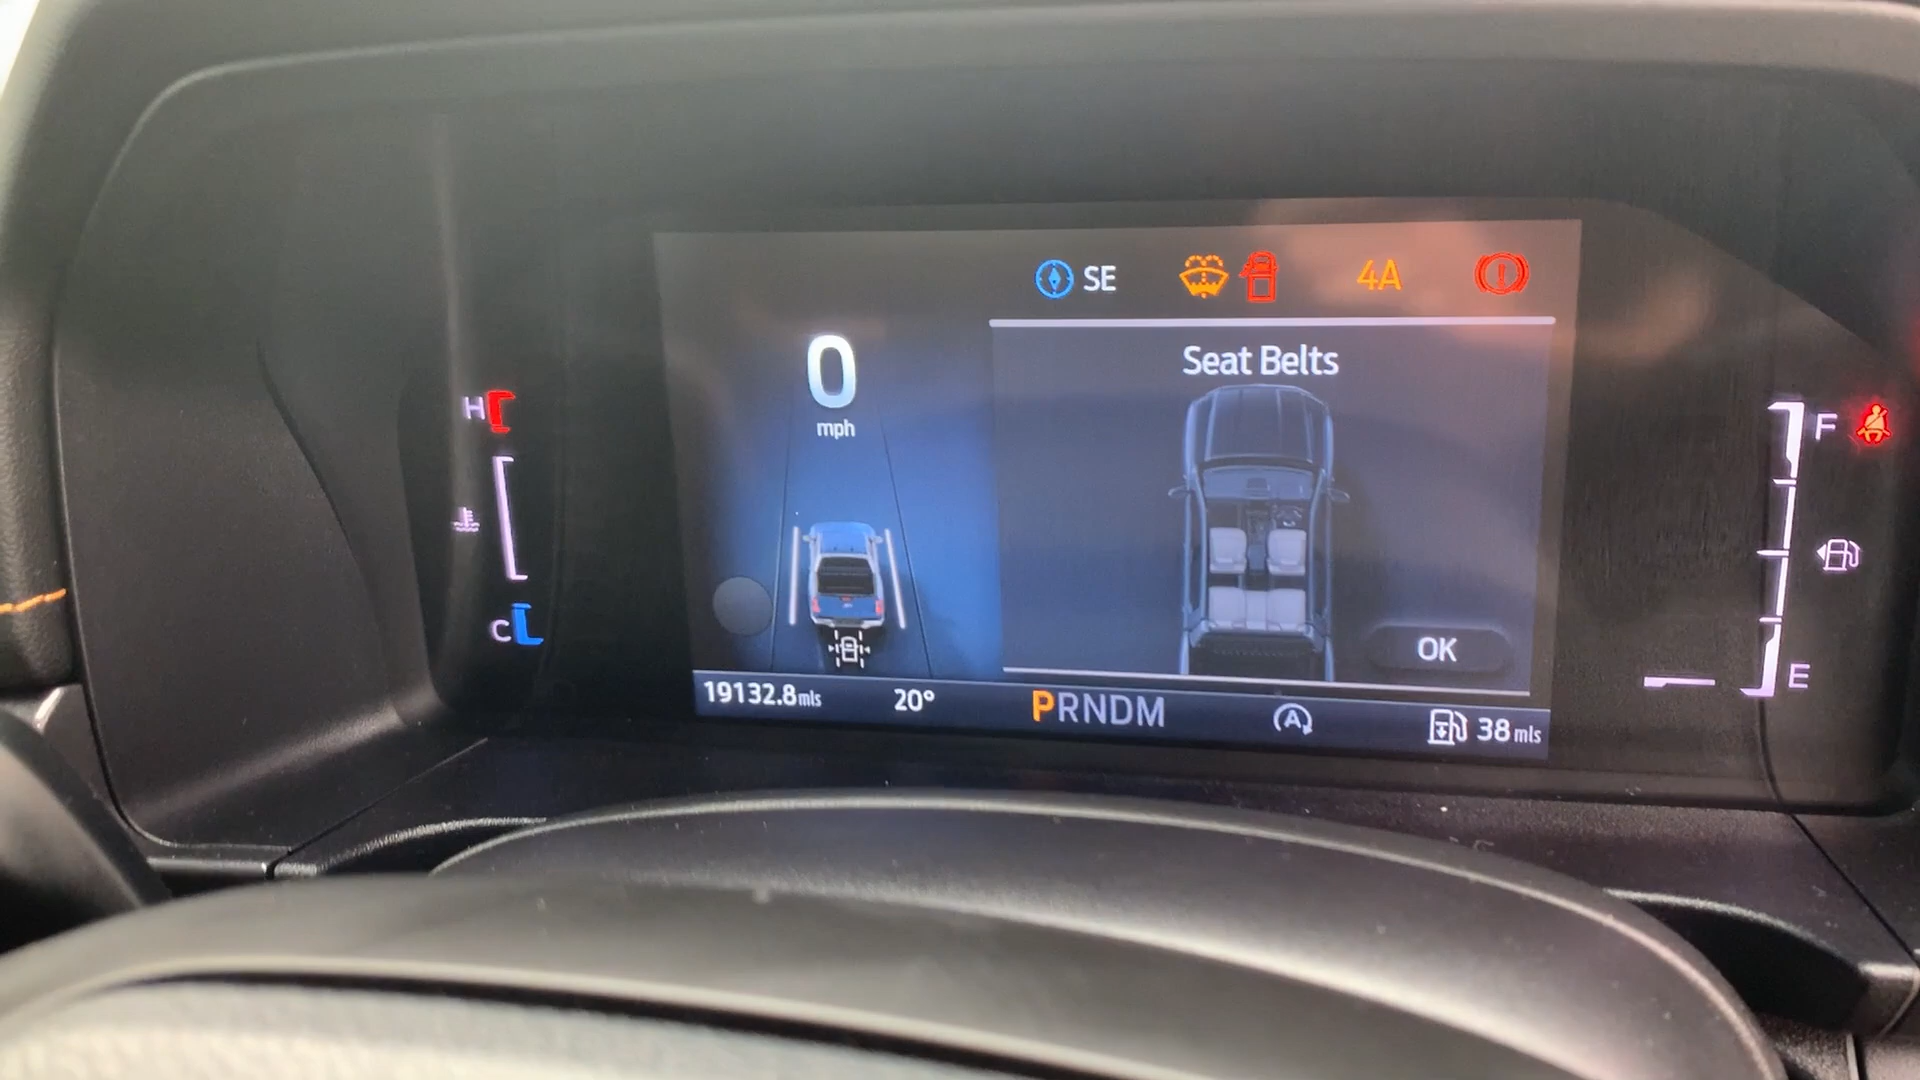 SE 4A
Seat Belts
0
mph
H
C
F
E
OK
19132.8mls 20° PRNDM A 38mls